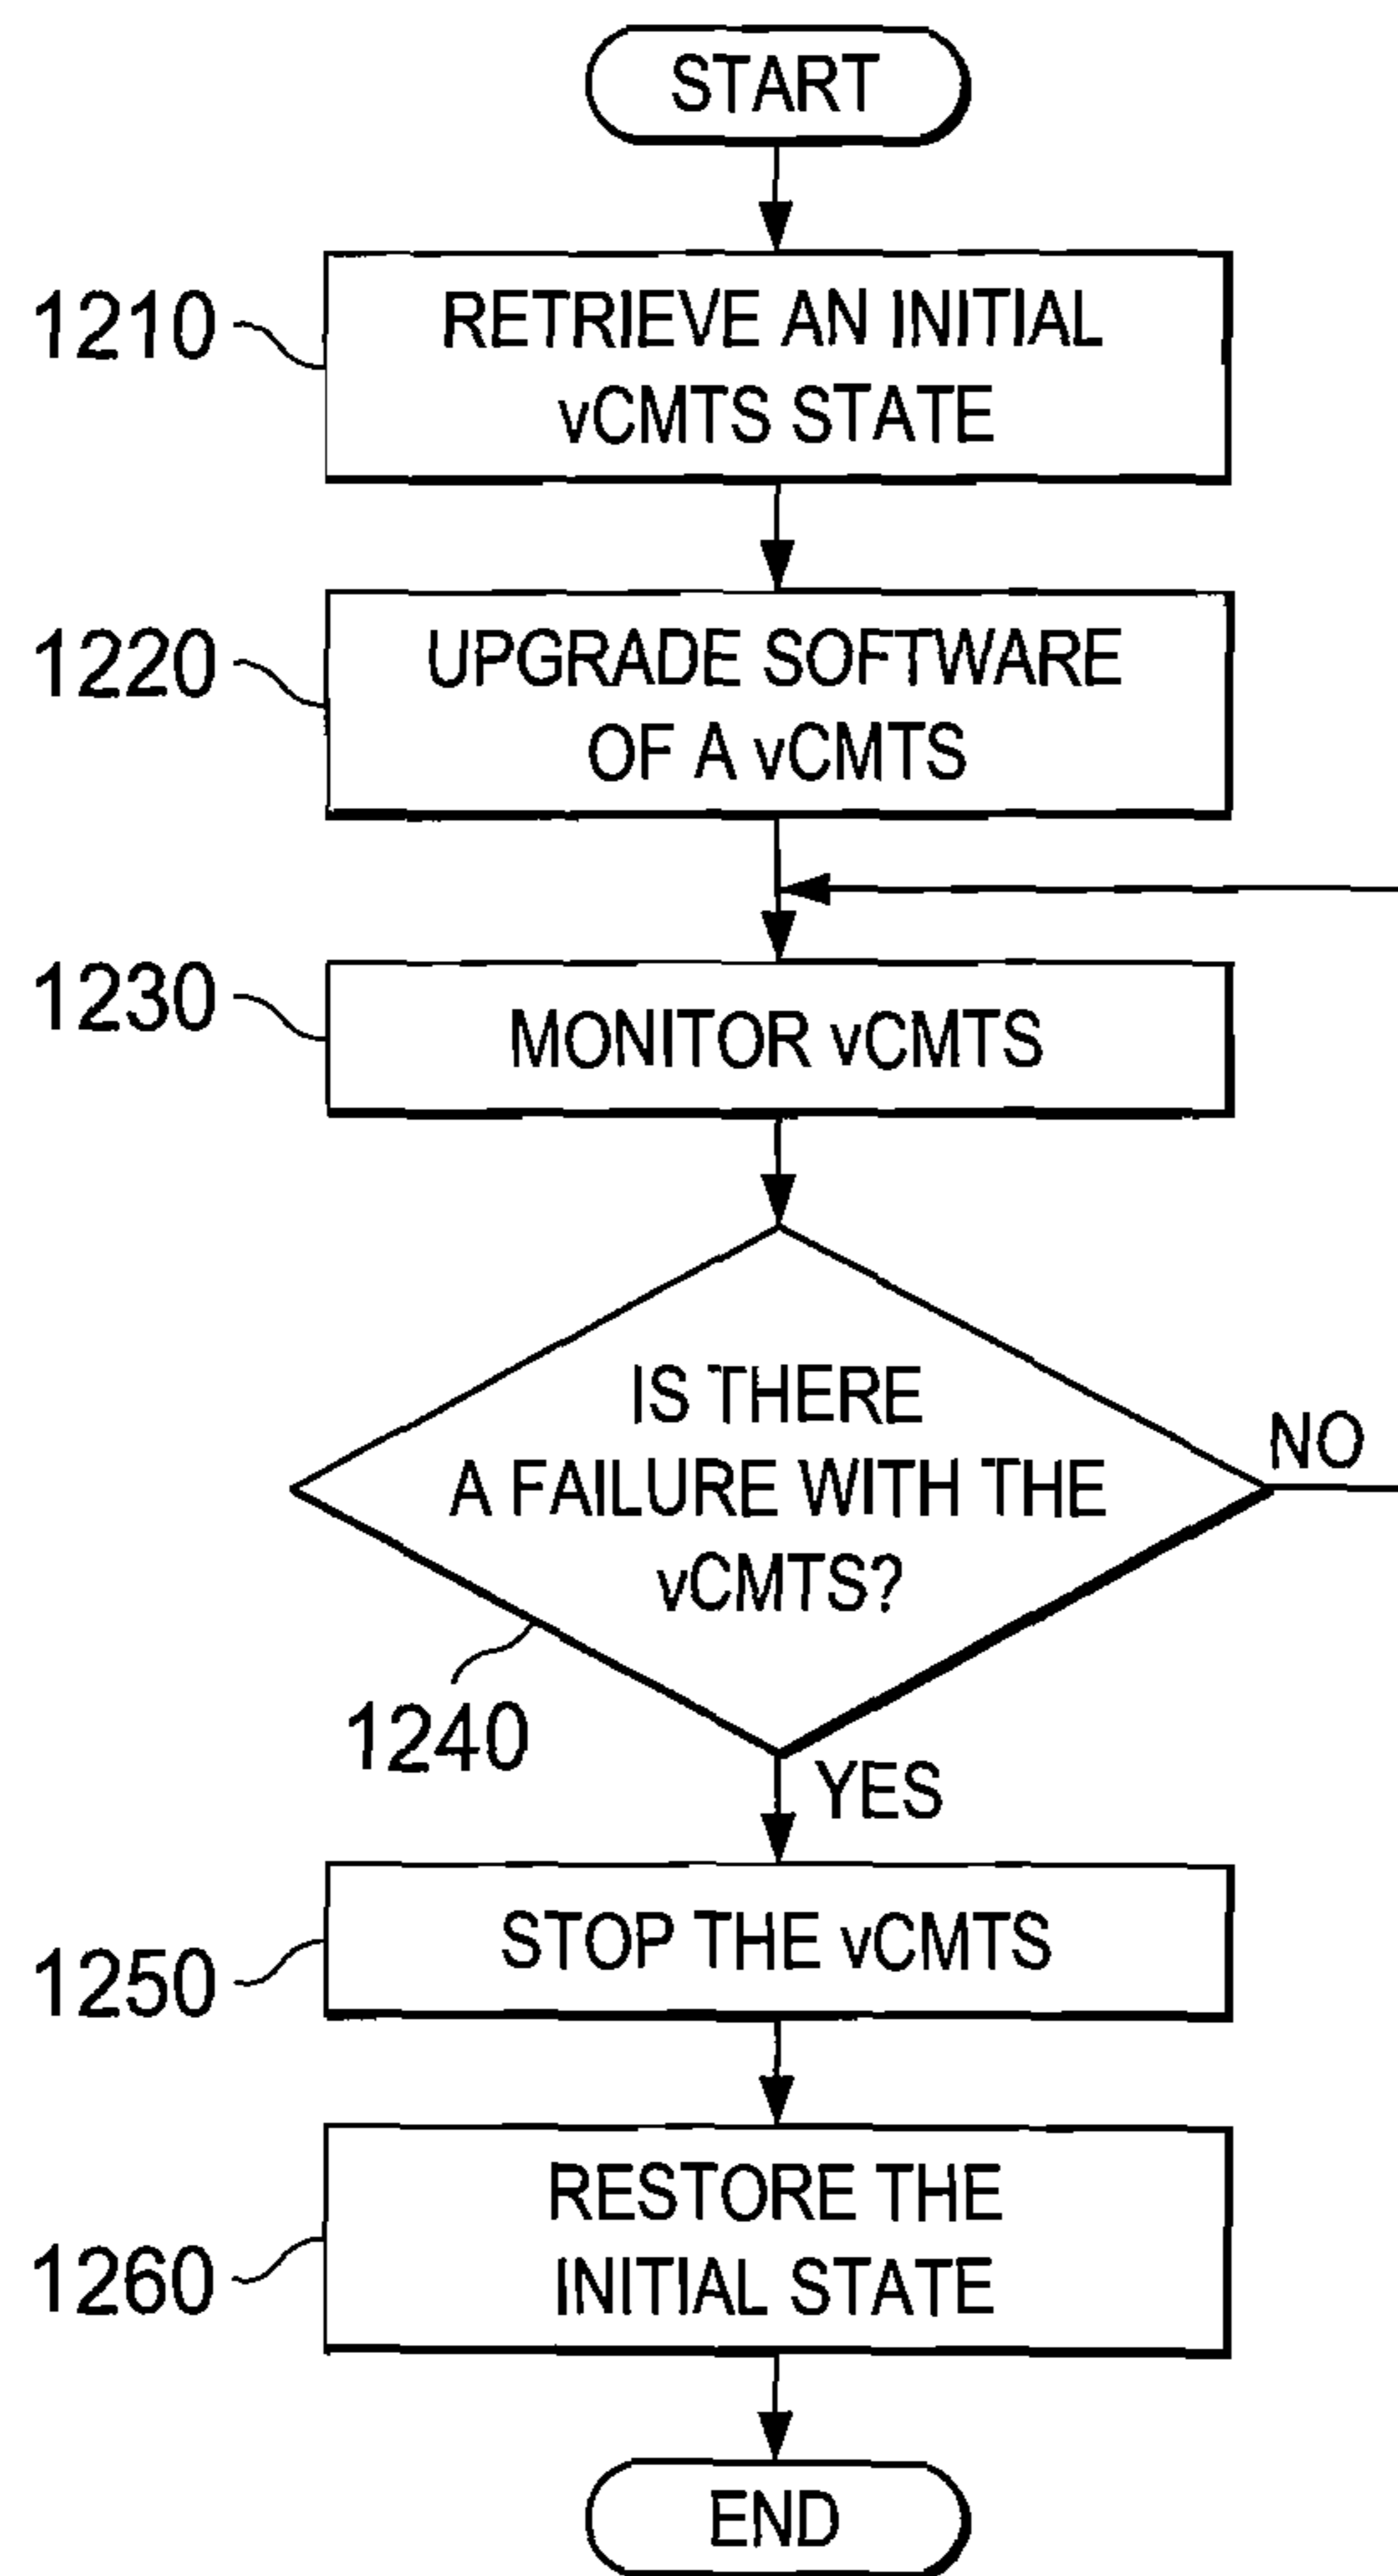 START
1210
RETRIEVE AN INITIAL
vCMTS STATE
1220
UPGRADE SOFTWARE
OF A vCMTS
1230
MONITOR vCMTS
IS THERE
A FAILURE WITH THE
vCMTS?
NO
1240
YES
1250
STOP THE vCMTS
1260
RESTORE THE
INITIAL STATE
END